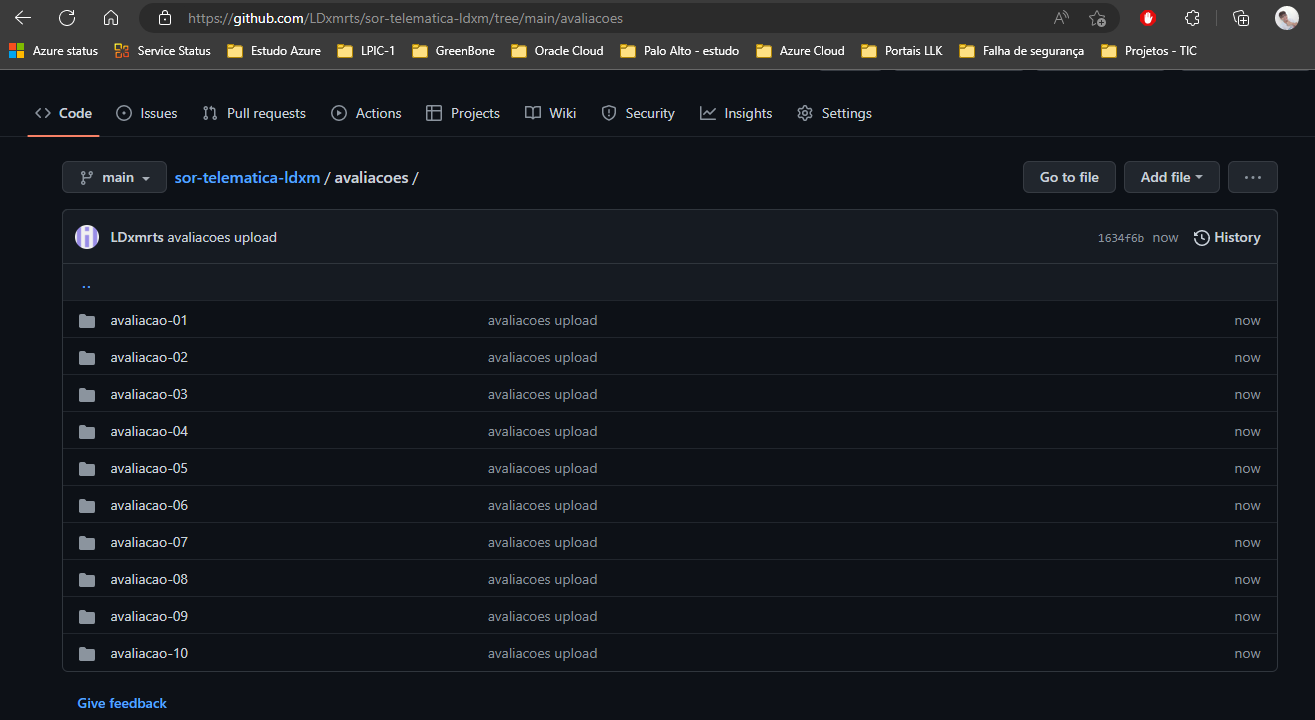 https://github.com/LDxmrts/sor-telematica-ldxm/tree/main/avaliacoes
Azure status Service Status Estudo Azure LPIC-1 GreenBone Oracle Cloud Palo Alto - estudo Azure Cloud Portais LLK Falha de segurança Projetos - TIC
Code Issues Pull requests Actions Projects Wiki Security Insights Settings
main sor-telematica-ldxm / avaliacoes / Go to file Add file ...
LDxmrts avaliacoes upload 1634f6b now History
..
avaliacao-01 avaliacoes upload now
avaliacao-02 avaliacoes upload now
avaliacao-03 avaliacoes upload now
avaliacao-04 avaliacoes upload now
avaliacao-05 avaliacoes upload now
avaliacao-06 avaliacoes upload now
avaliacao-07 avaliacoes upload now
avaliacao-08 avaliacoes upload now
avaliacao-09 avaliacoes upload now
avaliacao-10 avaliacoes upload now
Give feedback